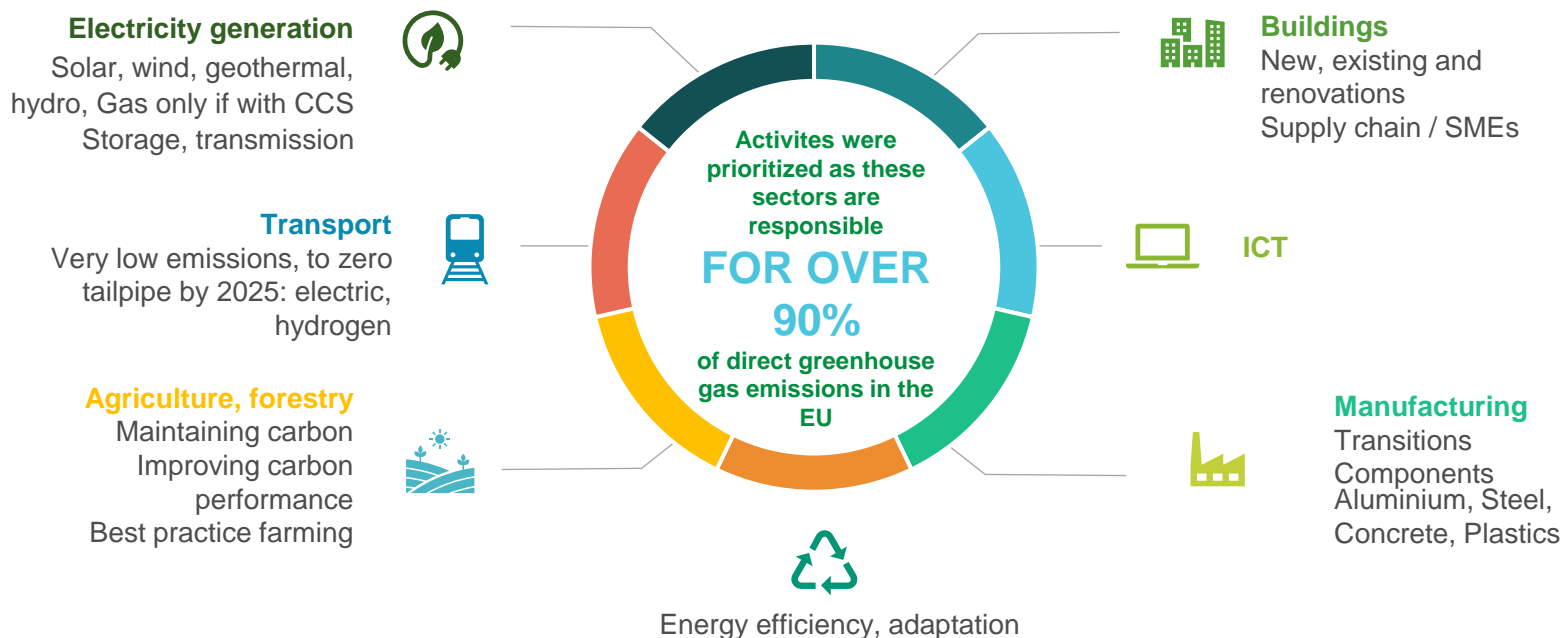 Electricity generation
Solar, wind, geothermal,
hydro, Gas only if with CCS
Storage, transmission
Transport
Very low emissions, to zero
tailpipe by 2025: electric,
hydrogen
Agriculture, forestry
Maintaining carbon
Improving carbon
performance
Best practice farming
Activites were
prioritized as these
sectors are
responsible
FOR OVER
90%
of direct greenhouse
gas emissions in the
EU
Buildings
New, existing and
renovations
Supply chain / SMEs
ICT
Manufacturing
Transitions
Components
Aluminium, Steel,
Concrete, Plastics
Energy efficiency, adaptation